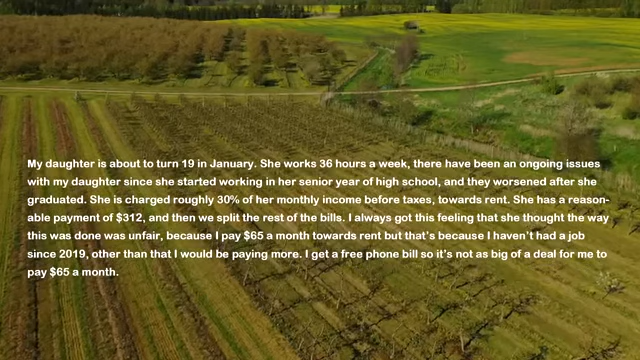 My daughter is about to turn 19 in January. She works 36 hours a week, there have been an ongoing issues
with my daughter since she started working in her senior year of high school, and they worsened after she
graduated. She is charged roughly 30% of her monthly income before taxes, towards rent. She has a reason-
able payment of $312, and then we split the rest of the bills. I always got this feeling that she thought the way
this was done was unfair, because I pay $65 a month towards rent but that's because I haven't had a job
since 2019, other than that I would be paying more. I get a free phone bill so it's not as big of a deal for me to
pay $65 a month.